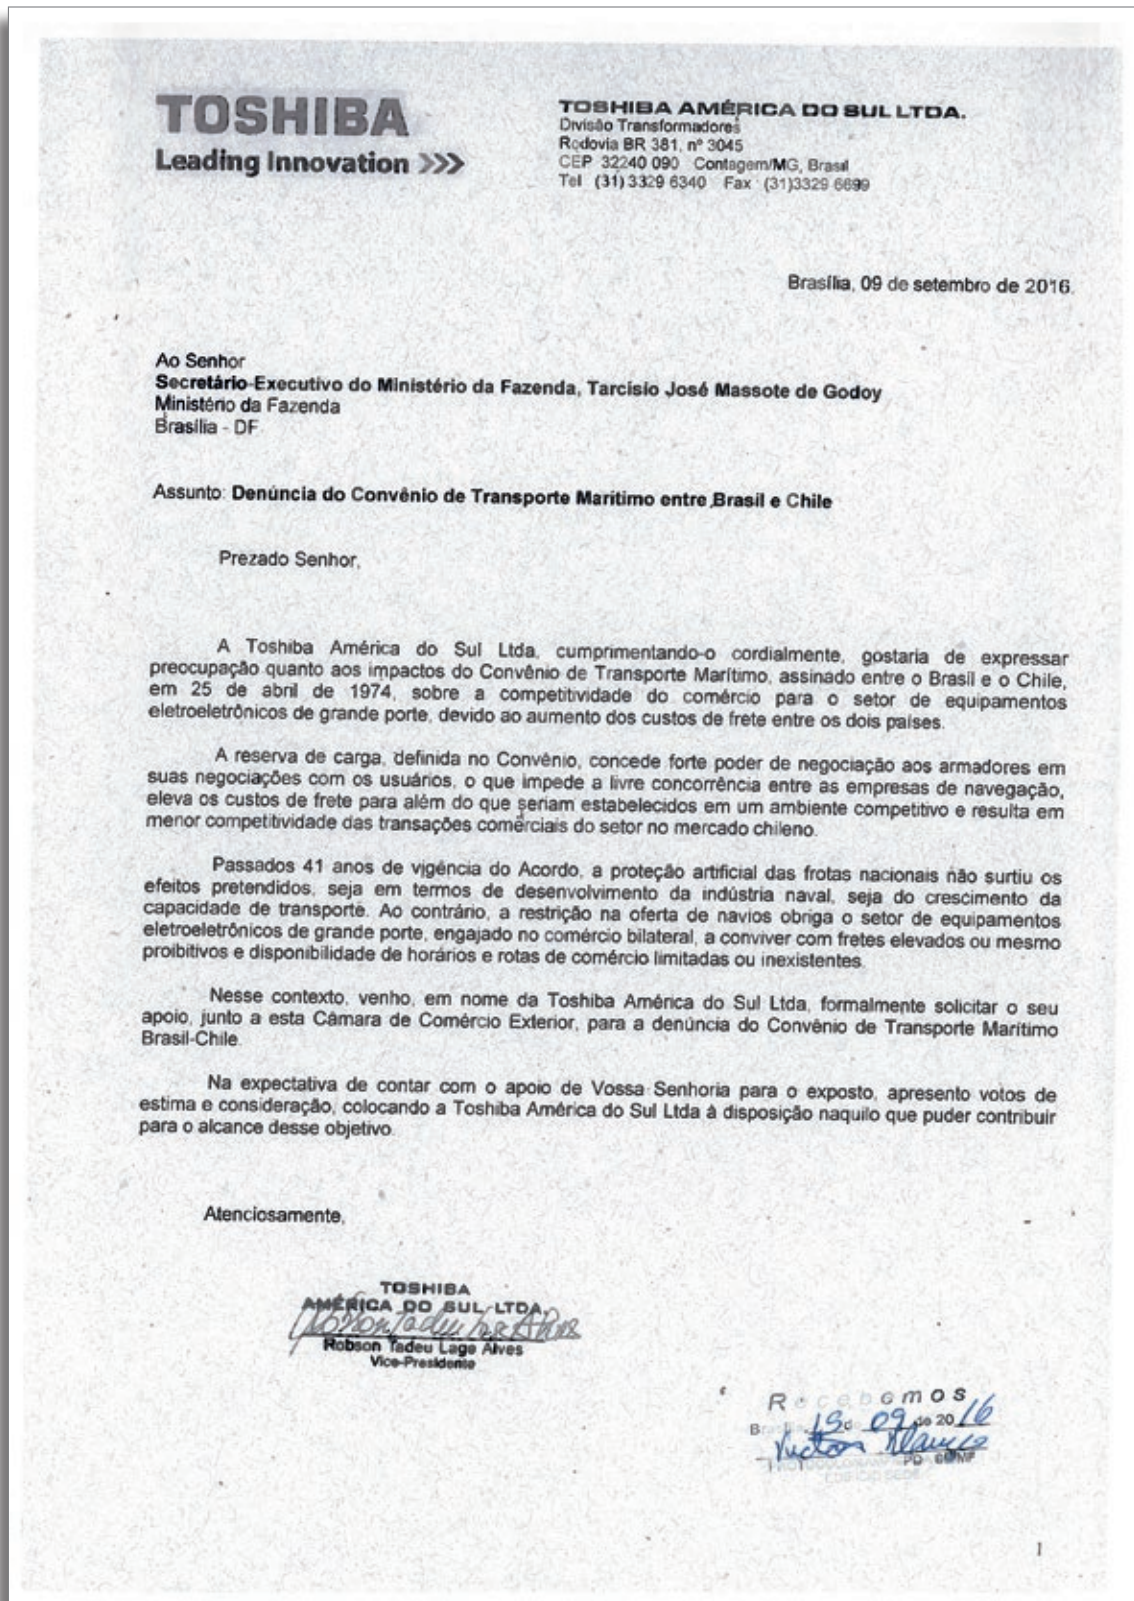 TOSHIBA
Leading Innovation >>>
TOSHIBA AMÉRICA DO SUL LTDA.
Divisão Transformadores
Rodovia BR 381, nº 3045
CEP 32240 090 Contagem/MG, Brasil
Tel (31) 3329 6340 Fax (31)3329 6699
Brasília, 09 de setembro de 2016.
Ao Senhor
Secretário-Executivo do Ministério da Fazenda, Tarcísio José Massote de Godoy
Ministério da Fazenda
Brasília - DF
Assunto: Denúncia do Convênio de Transporte Marítimo entre Brasil e Chile
Prezado Senhor,
A Toshiba América do Sul Ltda, cumprimentando-o cordialmente, gostaria de expressar
preocupação quanto aos impactos do Convênio de Transporte Marítimo, assinado entre o Brasil e o Chile,
em 25 de abril de 1974, sobre a competitividade do comércio para o setor de equipamentos
eletroeletrônicos de grande porte, devido ao aumento dos custos de frete entre os dois países.
A reserva de carga, definida no Convênio, concede forte poder de negociação aos armadores em
suas negociações com os usuários, o que impede a livre concorrência entre as empresas de navegação,
eleva os custos de frete para além do que seriam estabelecidos em um ambiente competitivo e resulta em
menor competitividade das transações comerciais do setor no mercado chileno.
Passados 41 anos de vigência do Acordo, a proteção artificial das frotas nacionais não surtiu os
efeitos pretendidos, seja em termos de desenvolvimento da indústria naval, seja do crescimento da
capacidade de transporte. Ao contrário, a restrição na oferta de navios obriga o setor de equipamentos
eletroeletrônicos de grande porte, engajado no comércio bilateral, a conviver com fretes elevados ou mesmo
proibitivos e disponibilidade de horários e rotas de comércio limitadas ou inexistentes.
Nesse contexto, venho, em nome da Toshiba América do Sul Ltda, formalmente solicitar o seu
apoio, junto a esta Câmara de Comércio Exterior, para a denúncia do Convênio de Transporte Marítimo
Brasil-Chile.
Na expectativa de contar com o apoio de Vossa Senhoria para o exposto, apresento votos de
estima e consideração, colocando a Toshiba América do Sul Ltda à disposição naquilo que puder contribuir
para o alcance desse objetivo.
Atenciosamente,
TOSHIBA
AMÉRICA DO SUL LTDA.
Robson Tadeu Lage Alves
Vice-Presidente
Recebemos
09 de 2016
1